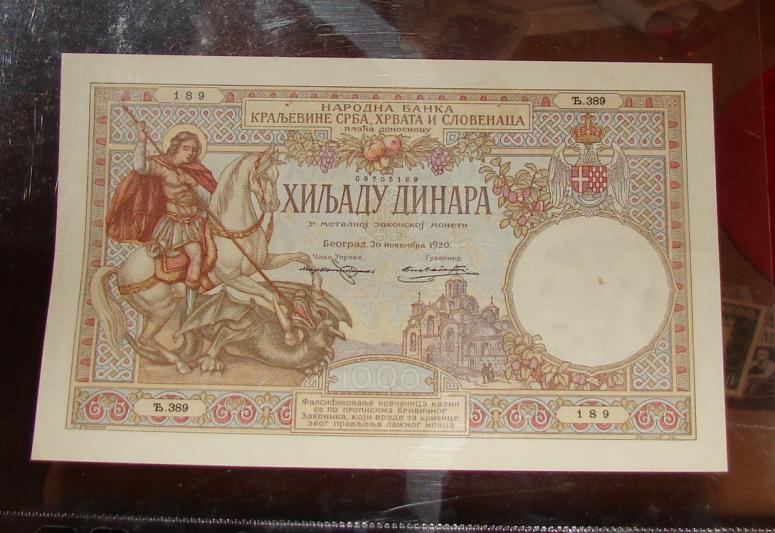 189
Ђ.389
НАРОДНА БАНКА
КРАЉЕВИНЕ СРБА, ХРВАТА И СЛОВЕНАЦА
плаћа доносиоцу
09705189
ХИЉАДУ ДИНАРА
у металној законској монети
Београд, 30 новембра 1920.
Члан Управе, Гувернер,
1000
Фалсификовање новчаница казни
се по прописима Кривичног
Законика, који вреде за кривице
због прављења лажног новца
Ђ.389
189